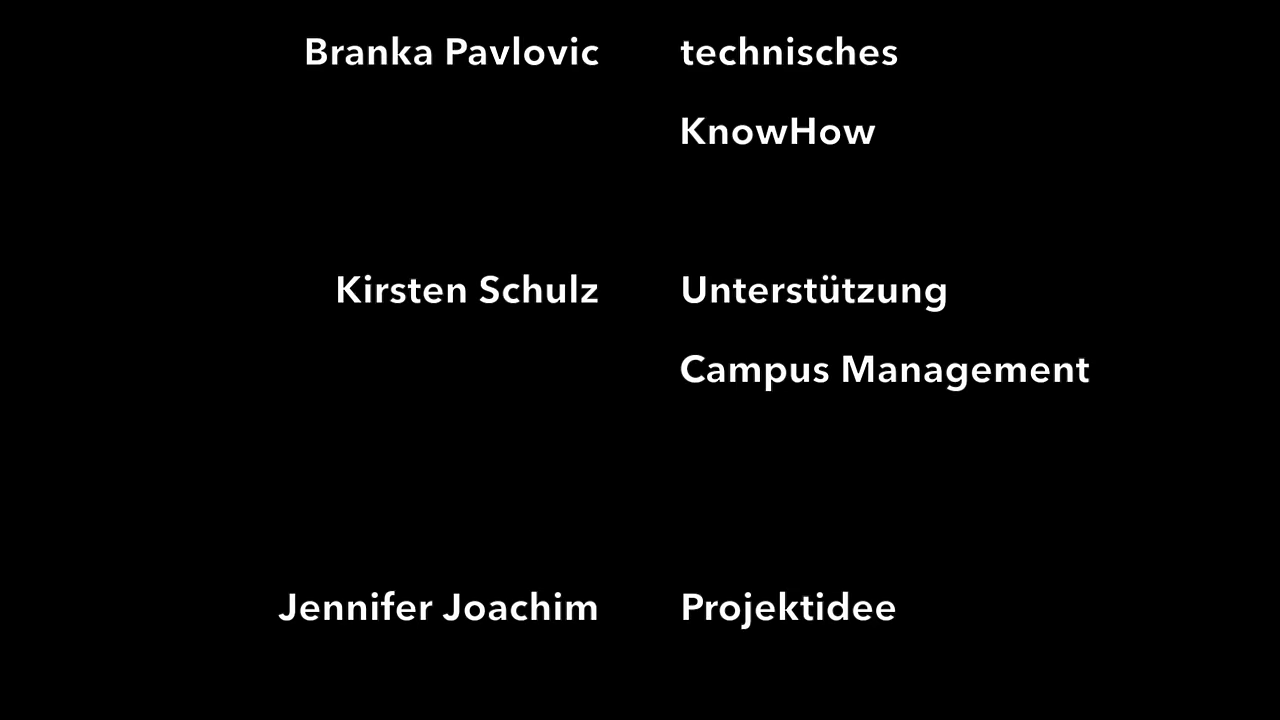 Branka Pavlovic technisches
KnowHow
Kirsten Schulz Unterstützung
Campus Management
Jennifer Joachim Projektidee